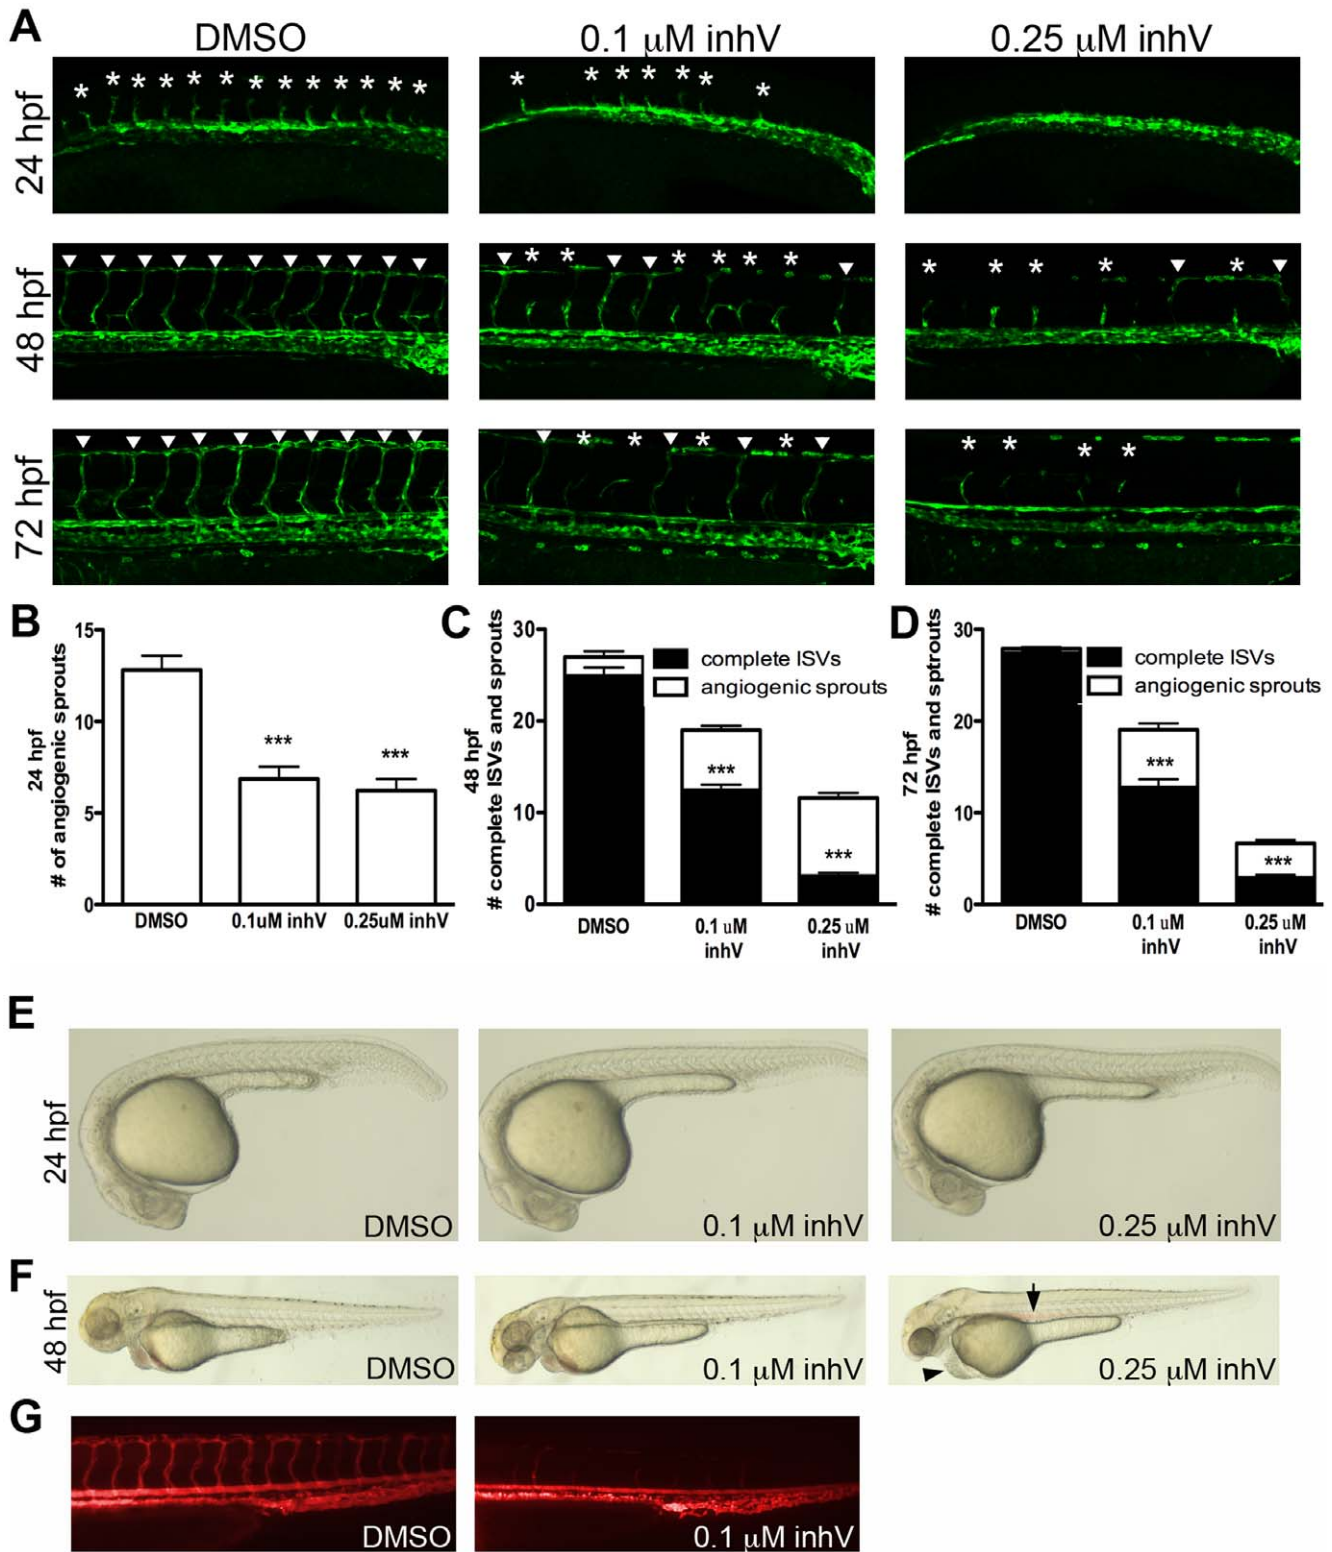 A
DMSO
0.1 μM inhV
0.25 μM inhV
24 hpf
* * * * * * * * * * * *
* * * * * * *
48 hpf
* * * * * *
* * * * *
72 hpf
* * * *
* * * *
B
24 hpf
# of angiogenic sprouts
15
10
5
0
***
***
DMSO
0.1uM inhV
0.25uM inhV
C
48 hpf
# complete ISVs and sprouts
30
20
10
0
complete ISVs
angiogenic sprouts
***
***
DMSO
0.1 uM
inhV
0.25 uM
inhV
D
72 hpf
# complete ISVs and sptrouts
30
20
10
0
complete ISVs
angiogenic sprouts
***
***
DMSO
0.1 uM
inhV
0.25 uM
inhV
E
24 hpf
DMSO
0.1 μM inhV
0.25 μM inhV
F
48 hpf
DMSO
0.1 μM inhV
0.25 μM inhV
G
DMSO
0.1 μM inhV